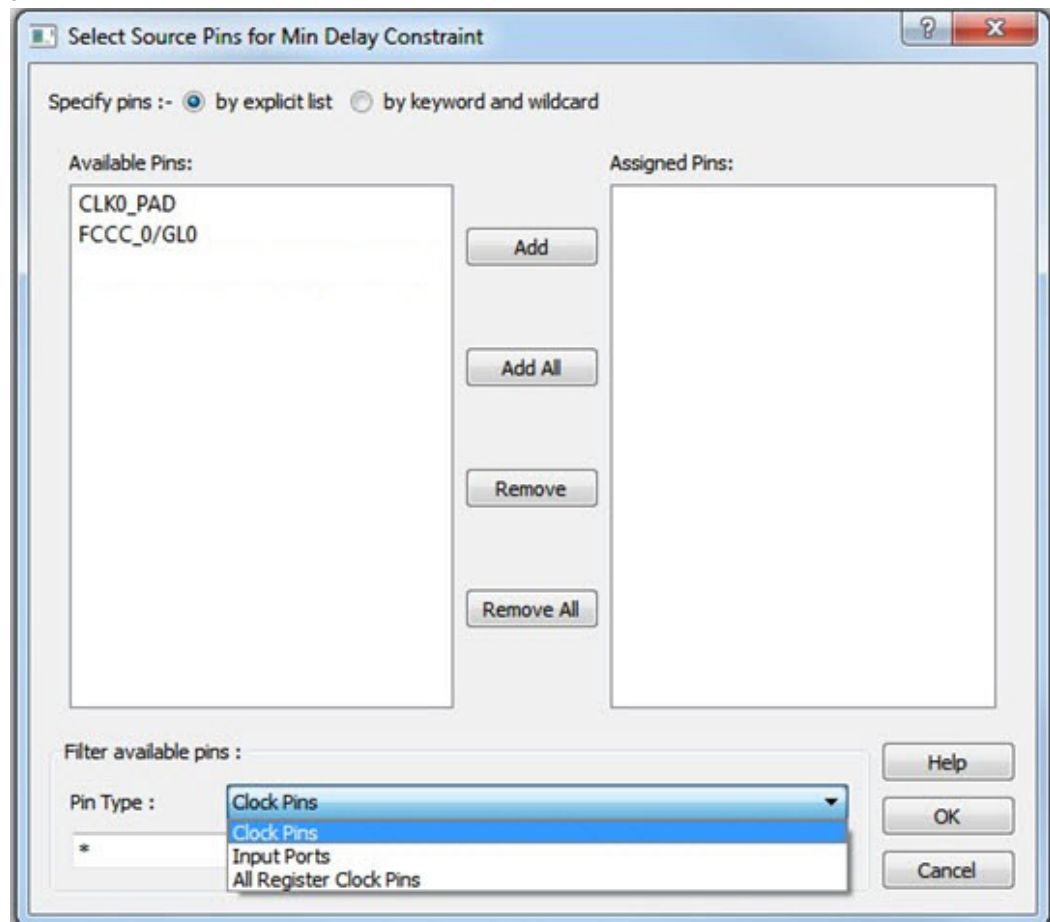 Select Source Pins for Min Delay Constraint
Specify pins :- by explicit list by keyword and wildcard
Available Pins:
Assigned Pins:
CLK0_PAD
FCCC_0/GL0
Add
Add All
Remove
Remove All
Filter available pins :
Pin Type :
Clock Pins
Clock Pins
Input Ports
All Register Clock Pins
*
Help
OK
Cancel